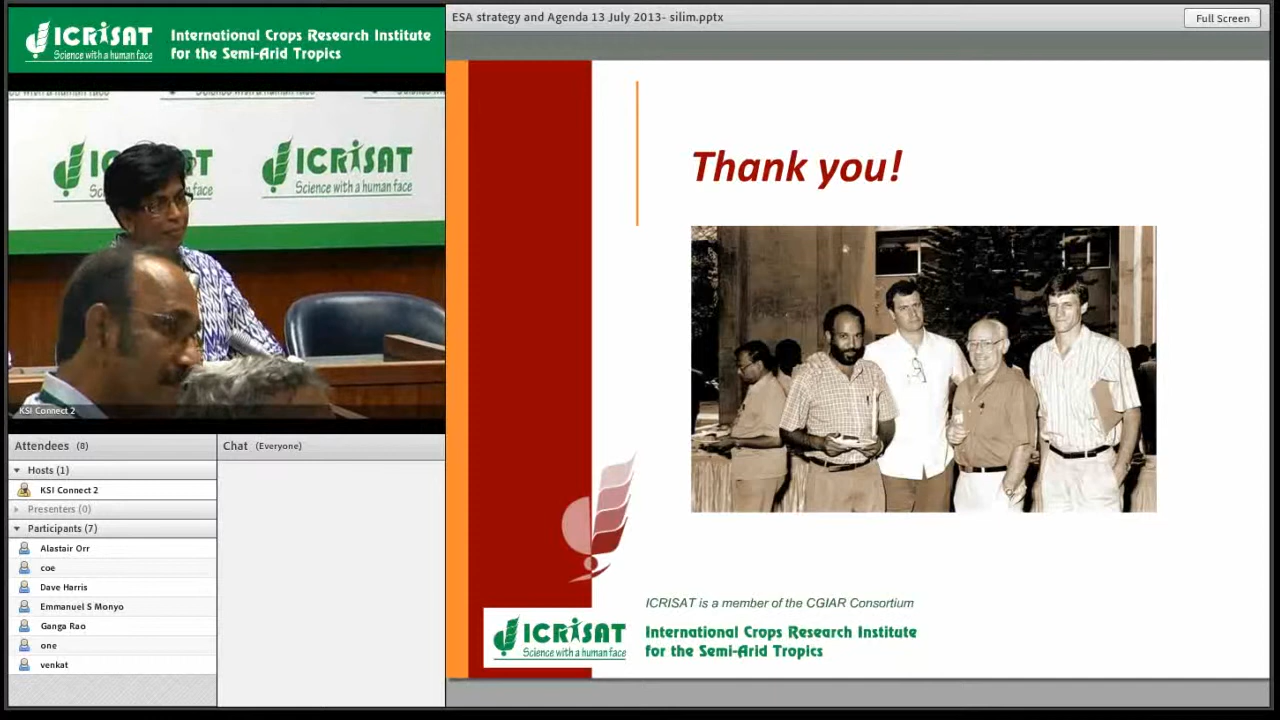 ICRISAT
Science with a human face
International Crops Research Institute
for the Semi-Arid Tropics
ESA strategy and Agenda 13 July 2013- silim.pptx
Full Screen
Science with a human face
ICRISAT
Science with a human face
KSI Connect 2
Attendees (8)
Chat (Everyone)
Hosts (1)
KSI Connect 2
Presenters (0)
Participants (7)
Alastair Orr
coe
Dave Harris
Emmanuel S Monyo
Ganga Rao
one
venkat
Thank you!
ICRISAT is a member of the CGIAR Consortium
ICRISAT
Science with a human face
International Crops Research Institute
for the Semi-Arid Tropics